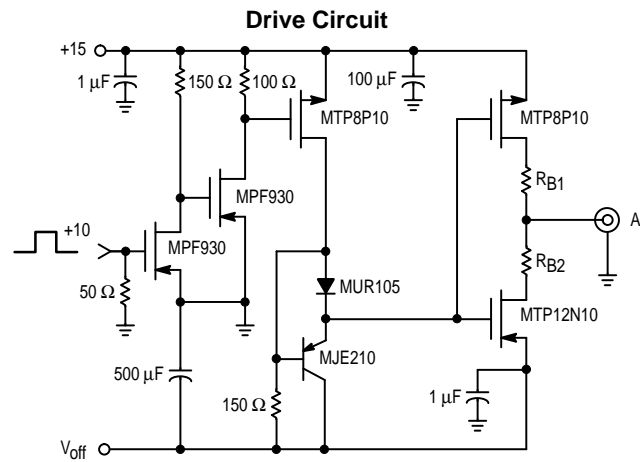 Drive Circuit
+15
1 µF
150 Ω
100 Ω
100 µF
MTP8P10
MTP8P10
MPF930
R_B1
+10
MPF930
A
50 Ω
MUR105
R_B2
MTP12N10
MJE210
500 µF
150 Ω
1 µF
V_off